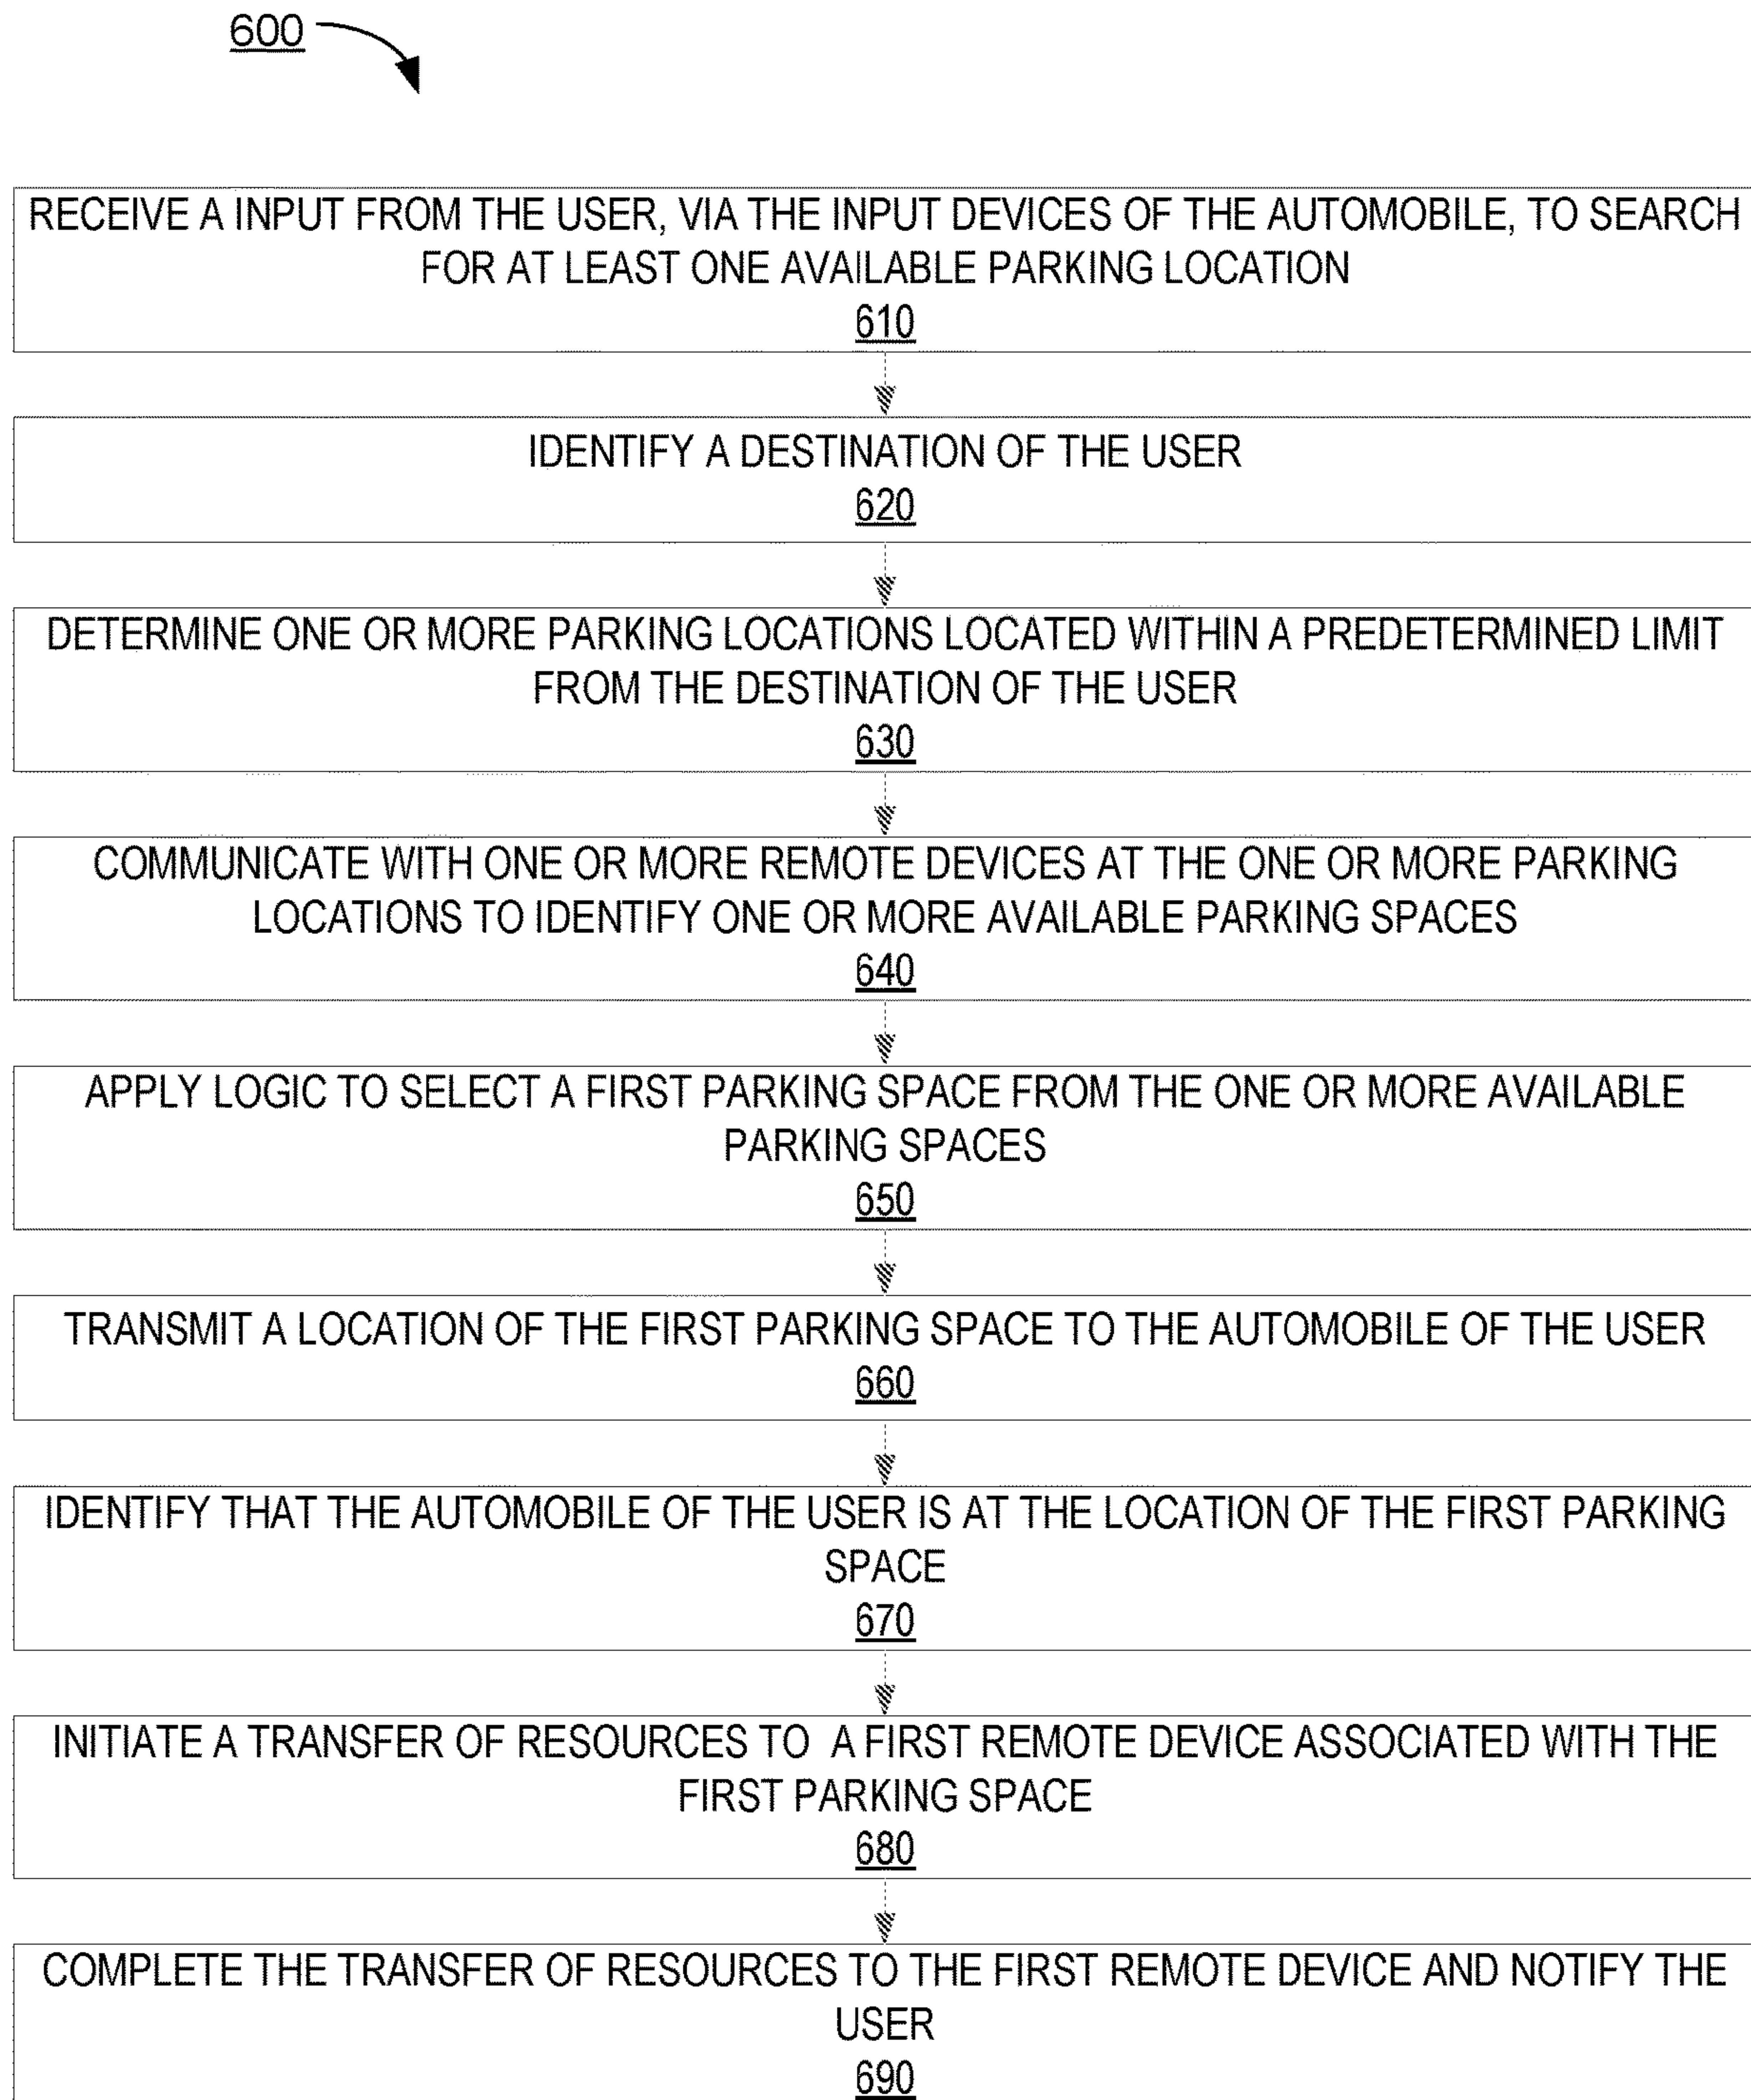 600
RECEIVE A INPUT FROM THE USER, VIA THE INPUT DEVICES OF THE AUTOMOBILE, TO SEARCH
FOR AT LEAST ONE AVAILABLE PARKING LOCATION
610
IDENTIFY A DESTINATION OF THE USER
620
DETERMINE ONE OR MORE PARKING LOCATIONS LOCATED WITHIN A PREDETERMINED LIMIT
FROM THE DESTINATION OF THE USER
630
COMMUNICATE WITH ONE OR MORE REMOTE DEVICES AT THE ONE OR MORE PARKING
LOCATIONS TO IDENTIFY ONE OR MORE AVAILABLE PARKING SPACES
640
APPLY LOGIC TO SELECT A FIRST PARKING SPACE FROM THE ONE OR MORE AVAILABLE
PARKING SPACES
650
TRANSMIT A LOCATION OF THE FIRST PARKING SPACE TO THE AUTOMOBILE OF THE USER
660
IDENTIFY THAT THE AUTOMOBILE OF THE USER IS AT THE LOCATION OF THE FIRST PARKING
SPACE
670
INITIATE A TRANSFER OF RESOURCES TO A FIRST REMOTE DEVICE ASSOCIATED WITH THE
FIRST PARKING SPACE
680
COMPLETE THE TRANSFER OF RESOURCES TO THE FIRST REMOTE DEVICE AND NOTIFY THE
USER
690